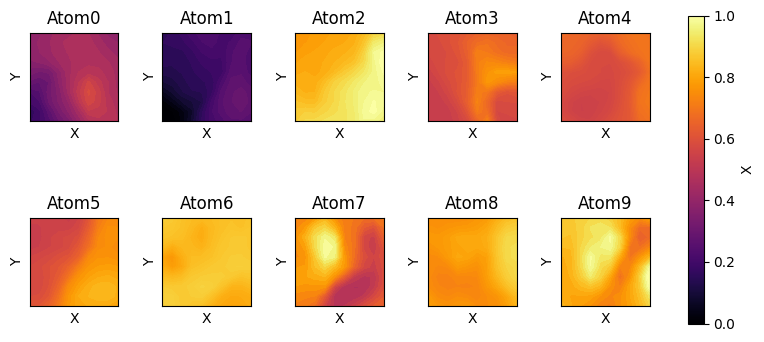 Atom0 Atom1 Atom2 Atom3 Atom4
1.0
Y Y Y Y Y
0.8
X X X X X
0.6
X
Atom5 Atom6 Atom7 Atom8 Atom9
0.4
Y Y Y Y Y
0.2
X X X X X
0.0